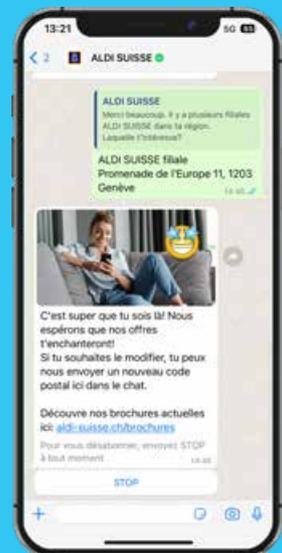 13:21
5G
2
ALDI SUISSE
ALDI SUISSE
Merci beaucoup. Il y a plusieurs filiales
ALDI SUISSE dans ta région.
Laquelle t'intéresse?
ALDI SUISSE filiale
Promenade de l'Europe 11, 1203
Genève
C'est super que tu sois là! Nous
espérons que nos offres
t'enchanteront!
Si tu souhaites le modifier, tu peux
nous envoyer un nouveau code
postal ici dans le chat.
Découvre nos brochures actuelles
ici: aldi-suisse.ch/brochures
Pour vous désabonner, envoyez STOP
à tout moment
STOP